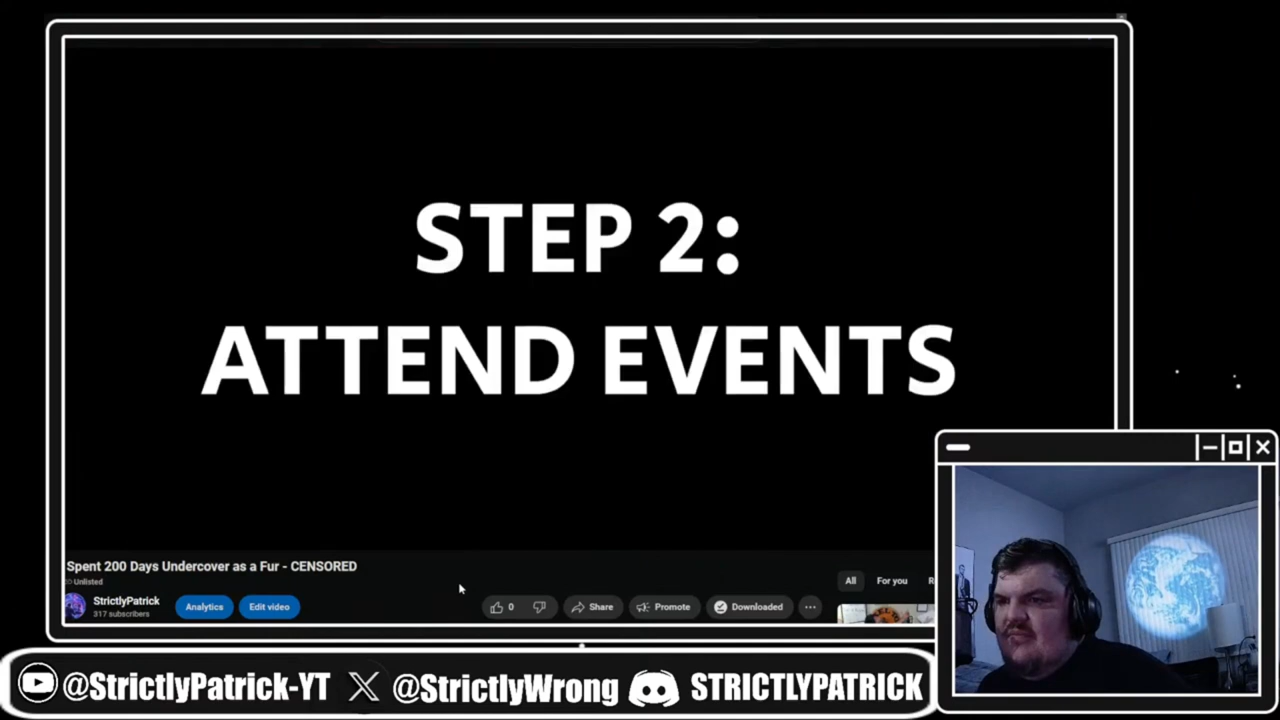 STEP 2:
ATTEND EVENTS
Spent 200 Days Undercover as a Fur - CENSORED
Unlisted
StrictlyPatrick
317 subscribers
Analytics
Edit video
0
Share
Promote
Downloaded
All
For you
@StrictlyPatrick-YT
@StrictlyWrong
STRICTLYPATRICK